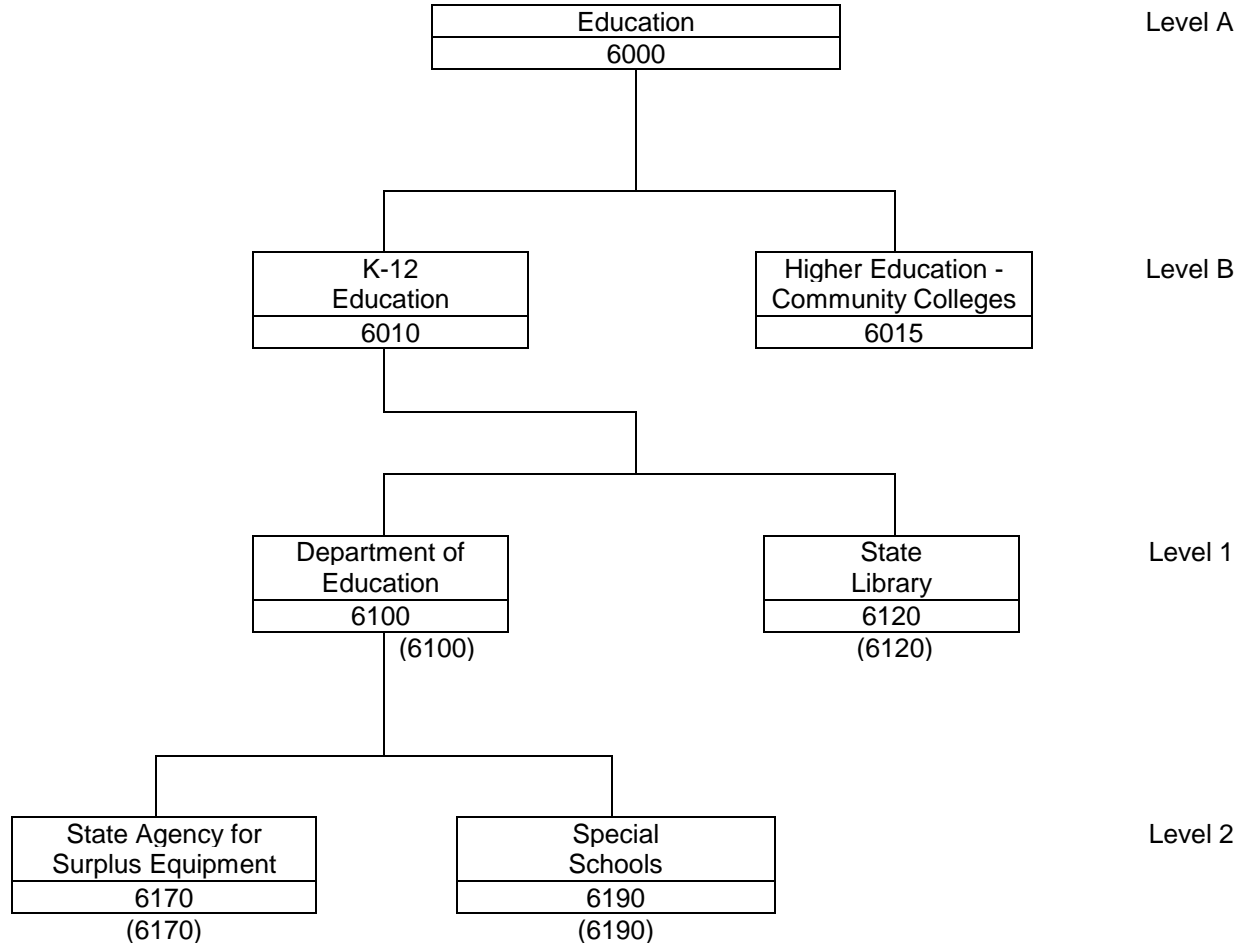 Education
6000
Level A
K-12
Education
6010
Higher Education -
Community Colleges
6015
Level B
Department of
Education
6100
(6100)
State
Library
6120
(6120)
Level 1
State Agency for
Surplus Equipment
6170
(6170)
Special
Schools
6190
(6190)
Level 2